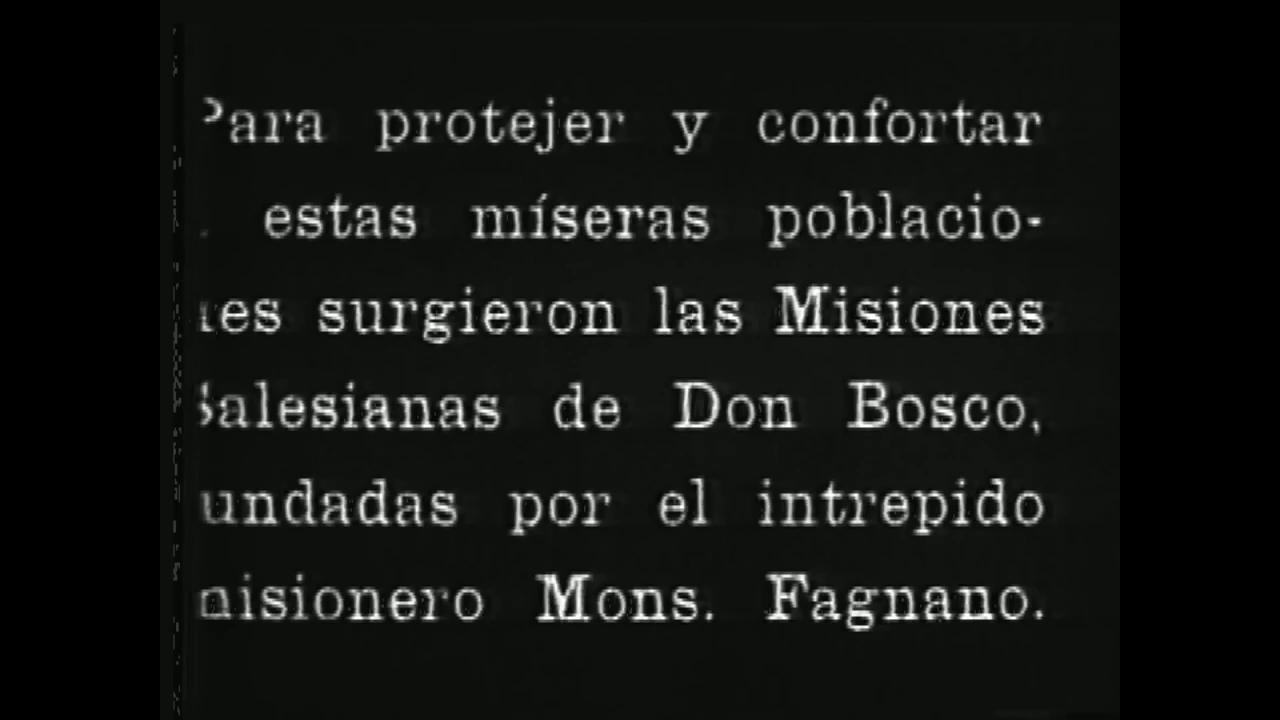 Para protejer y confortar
estas míseras poblacio-
nes surgieron las Misiones
Salesianas de Don Bosco,
undadas por el intrepido
misionero Mons. Fagnano.